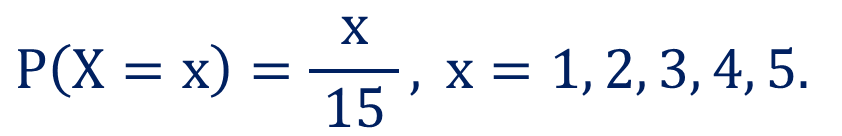 P(X = x) = x/15, x = 1, 2, 3, 4, 5.